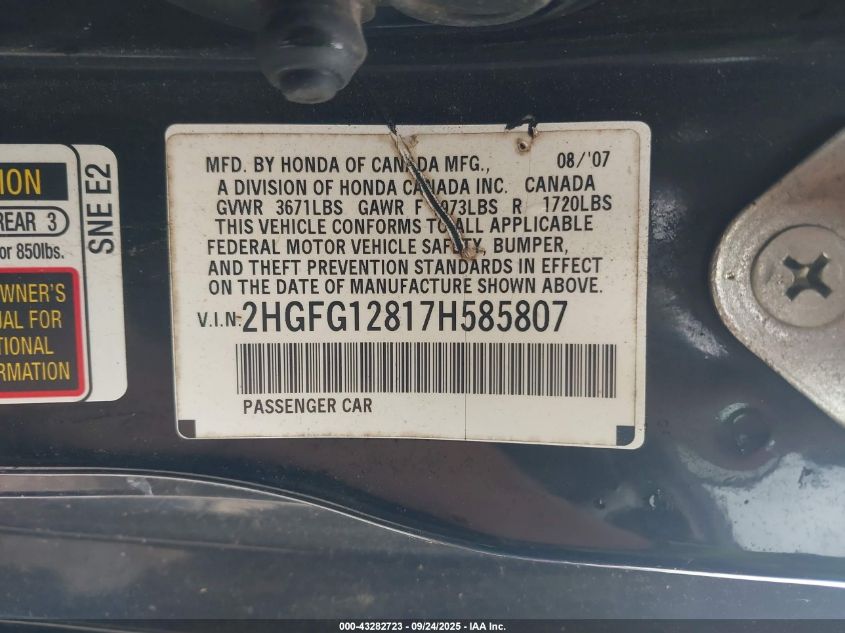 MFD. BY HONDA OF CANADA MFG., 08/'07
A DIVISION OF HONDA CANADA INC. CANADA
GVWR 3671LBS GAWR F 973LBS R 1720LBS
THIS VEHICLE CONFORMS TO ALL APPLICABLE
FEDERAL MOTOR VEHICLE SAFETY, BUMPER,
AND THEFT PREVENTION STANDARDS IN EFFECT
ON THE DATE OF MANUFACTURE SHOWN ABOVE.
V.I.N: 2HGFG12817H585807
PASSENGER CAR
ION
REAR 3
or 850lbs.
WNER'S
UAL FOR
TIONAL
RMATION
SNE E2
000-43282723 - 09/24/2025 - IAA Inc.